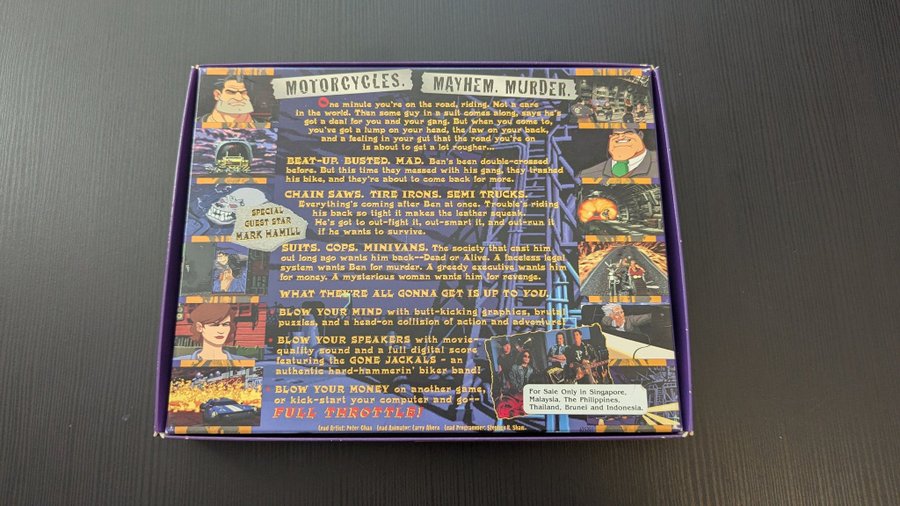 MOTORCYCLES. MAYHEM. MURDER.
One minute you're on the road, riding. Not a care
in the world. Then some guy in a suit comes along, says he's
got a deal for you and your gang. But when you come to,
you've got a lump on your head, the law on your back,
and a feeling in your gut that the road you're on
is about to get a lot rougher...
BEAT-UP. BUSTED. MAD. Ben's been double-crossed
before. But this time they messed with his gang, they trashed
his bike, and they're about to come back for more.
CHAIN SAWS. TIRE IRONS. SEMI TRUCKS.
Everything's coming after Ben at once. Trouble's riding
his back so tight it makes the leather squeak.
He's got to out-fight it, out-smart it, and out-run it
if he wants to survive.
SPECIAL
GUEST STAR
MARK HAMILL
SUITS. COPS. MINIVANS. The society that cast him
out long ago wants him back--Dead or Alive. A faceless legal
system wants Ben for murder. A greedy executive wants him
for money. A mysterious woman wants him for revenge.
WHAT THEY'RE ALL GONNA GET IS UP TO YOU.
BLOW YOUR MIND with butt-kicking graphics, brutal
puzzles, and a head-on collision of action and adventure!
BLOW YOUR SPEAKERS with movie-
quality sound and a full digital score
featuring the GONE JACKALS - an
authentic hard-hammerin' biker band!
BLOW YOUR MONEY on another game,
or kick-start your computer and go--
FULL THROTTLE!
For Sale Only in Singapore,
Malaysia, The Philippines,
Thailand, Brunei and Indonesia.
Lead Artist: Peter Chan Lead Animator: Larry Ahern Lead Programmer: Stephen R. Shaw